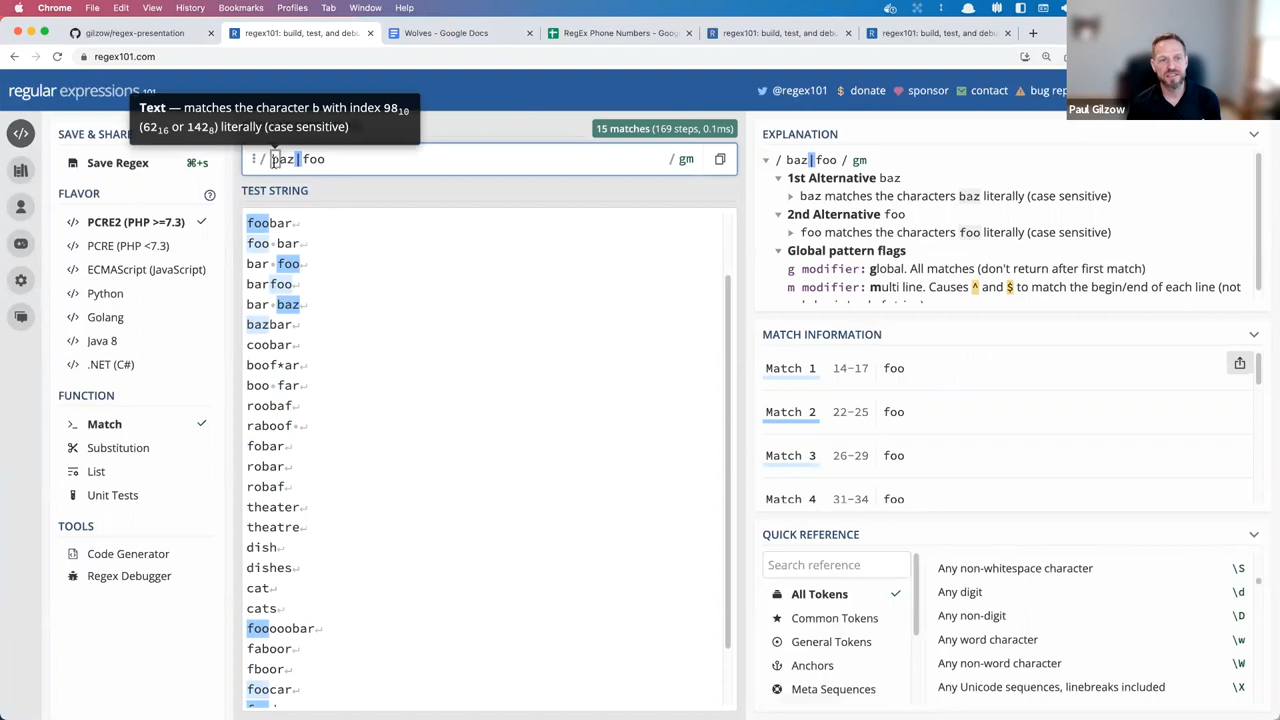 Chrome File Edit View History Bookmarks Profiles Tab Window Help
gilzow/regex-presentation
regex101: build, test, and debu
Wolves - Google Docs
RegEx Phone Numbers - Googl
regex101: build, test, and debu
regex101: build, test, and debu
regex101.com
regular expressions 101
@regex101 donate sponsor contact bug rep
Paul Gilzow
Text — matches the character b with index 98₁₀
(62₁₆ or 142₈) literally (case sensitive)
SAVE & SHARE
Save Regex ⌘+s
FLAVOR
PCRE2 (PHP >=7.3)
PCRE (PHP <7.3)
ECMAScript (JavaScript)
Python
Golang
Java 8
.NET (C#)
FUNCTION
Match
Substitution
List
Unit Tests
TOOLS
Code Generator
Regex Debugger
15 matches (169 steps, 0.1ms)
/ baz|foo / gm
TEST STRING
foobar↵
foo·bar↵
bar·foo↵
barfoo↵
bar·baz↵
bazbar↵
coobar↵
boof*ar↵
boo·far↵
roobaf↵
raboof·↵
fobar↵
robar↵
robaf↵
theater↵
theatre↵
dish↵
dishes↵
cat↵
cats↵
fooooobar↵
faboor↵
fboor↵
foocar↵
EXPLANATION
/ baz|foo / gm
1st Alternative baz
baz matches the characters baz literally (case sensitive)
2nd Alternative foo
foo matches the characters foo literally (case sensitive)
Global pattern flags
g modifier: global. All matches (don't return after first match)
m modifier: multi line. Causes ^ and $ to match the begin/end of each line (not
MATCH INFORMATION
Match 1 14-17 foo
Match 2 22-25 foo
Match 3 26-29 foo
Match 4 31-34 foo
QUICK REFERENCE
Search reference
All Tokens
Common Tokens
General Tokens
Anchors
Meta Sequences
Any non-whitespace character \S
Any digit \d
Any non-digit \D
Any word character \w
Any non-word character \W
Any Unicode sequences, linebreaks included \X